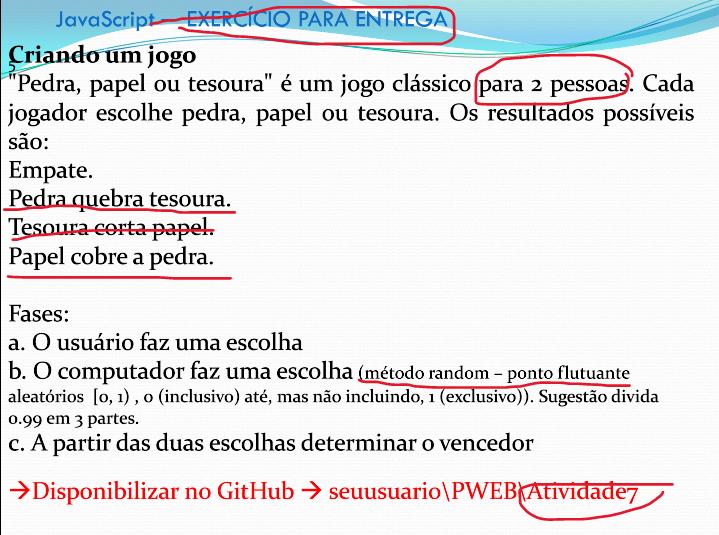 JavaScript – EXERCÍCIO PARA ENTREGA
Criando um jogo
"Pedra, papel ou tesoura" é um jogo clássico para 2 pessoas. Cada
jogador escolhe pedra, papel ou tesoura. Os resultados possíveis
são:
Empate.
Pedra quebra tesoura.
Tesoura corta papel.
Papel cobre a pedra.
Fases:
a. O usuário faz uma escolha
b. O computador faz uma escolha (método random – ponto flutuante
aleatórios [0, 1) , 0 (inclusivo) até, mas não incluindo, 1 (exclusivo)). Sugestão divida
0.99 em 3 partes.
c. A partir das duas escolhas determinar o vencedor
→Disponibilizar no GitHub → seuusuario\PWEB\Atividade7